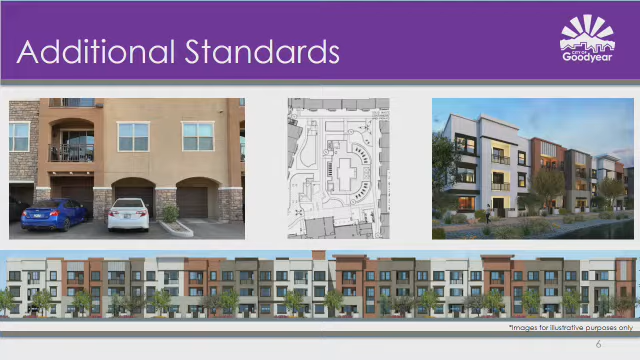 Additional Standards
CITY OF
Goodyear
*Images for illustrative purposes only
6